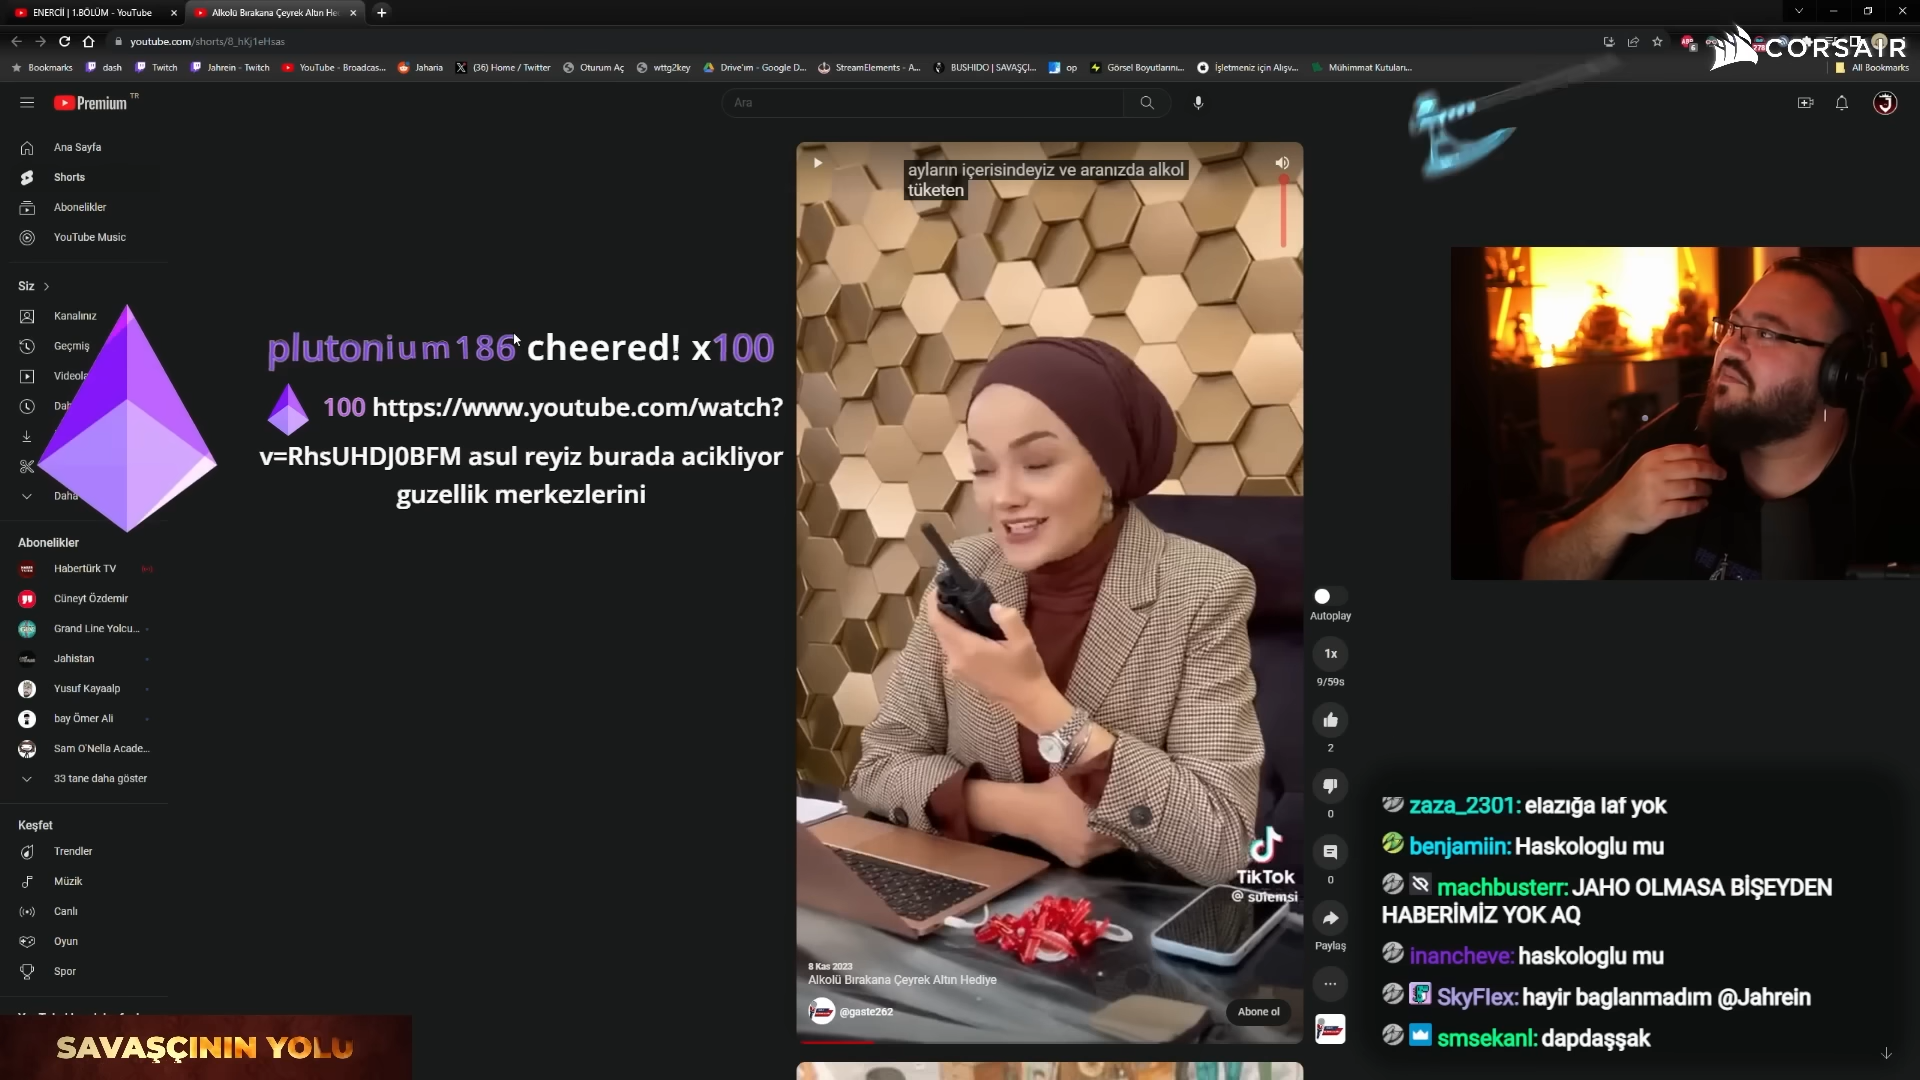 ENERCİİ | 1.BÖLÜM - YouTube
Alkolü Bırakana Çeyrek Altın He
youtube.com/shorts/8_hKj1eHsas
Bookmarks
dash
Twitch
Jahrein - Twitch
YouTube - Broadcas...
Jaharia
(36) Home / Twitter
Oturum Aç
wttg2key
Drive'ım - Google D...
StreamElements - A...
BUSHIDO | SAVAŞÇI...
op
Görsel Boyutlarını...
İşletmeniz için Alışv...
Mühimmat Kutuları...
All Bookmarks
CORSAIR
Premium TR
Ara
Ana Sayfa
Shorts
Abonelikler
YouTube Music
Siz
Kanalınız
Geçmiş
Videola
Dah
Daha
Abonelikler
Habertürk TV
Cüneyt Özdemir
Grand Line Yolcu...
Jahistan
Yusuf Kayaalp
bay Ömer Ali
Sam O'Nella Acade...
33 tane daha göster
Keşfet
Trendler
Müzik
Canlı
Oyun
Spor
SAVAŞÇININ YOLU
plutonium186 cheered! x100
100 https://www.youtube.com/watch?
v=RhsUHDJ0BFM asul reyiz burada acikliyor
guzellik merkezlerini
ayların içerisindeyiz ve aranızda alkol
tüketen
TikTok
@sulemsi
8 Kas 2023
Alkolü Bırakana Çeyrek Altın Hediye
@gaste262
Abone ol
Autoplay
1x
9/59s
2
0
0
Paylaş
zaza_2301: elazığa laf yok
benjamiin: Haskologlu mu
machbusterr: JAHO OLMASA BİŞEYDEN
HABERİMİZ YOK AQ
inancheve: haskologlu mu
SkyFlex: hayir baglanmadım @Jahrein
smsekanl: dapdaşşak